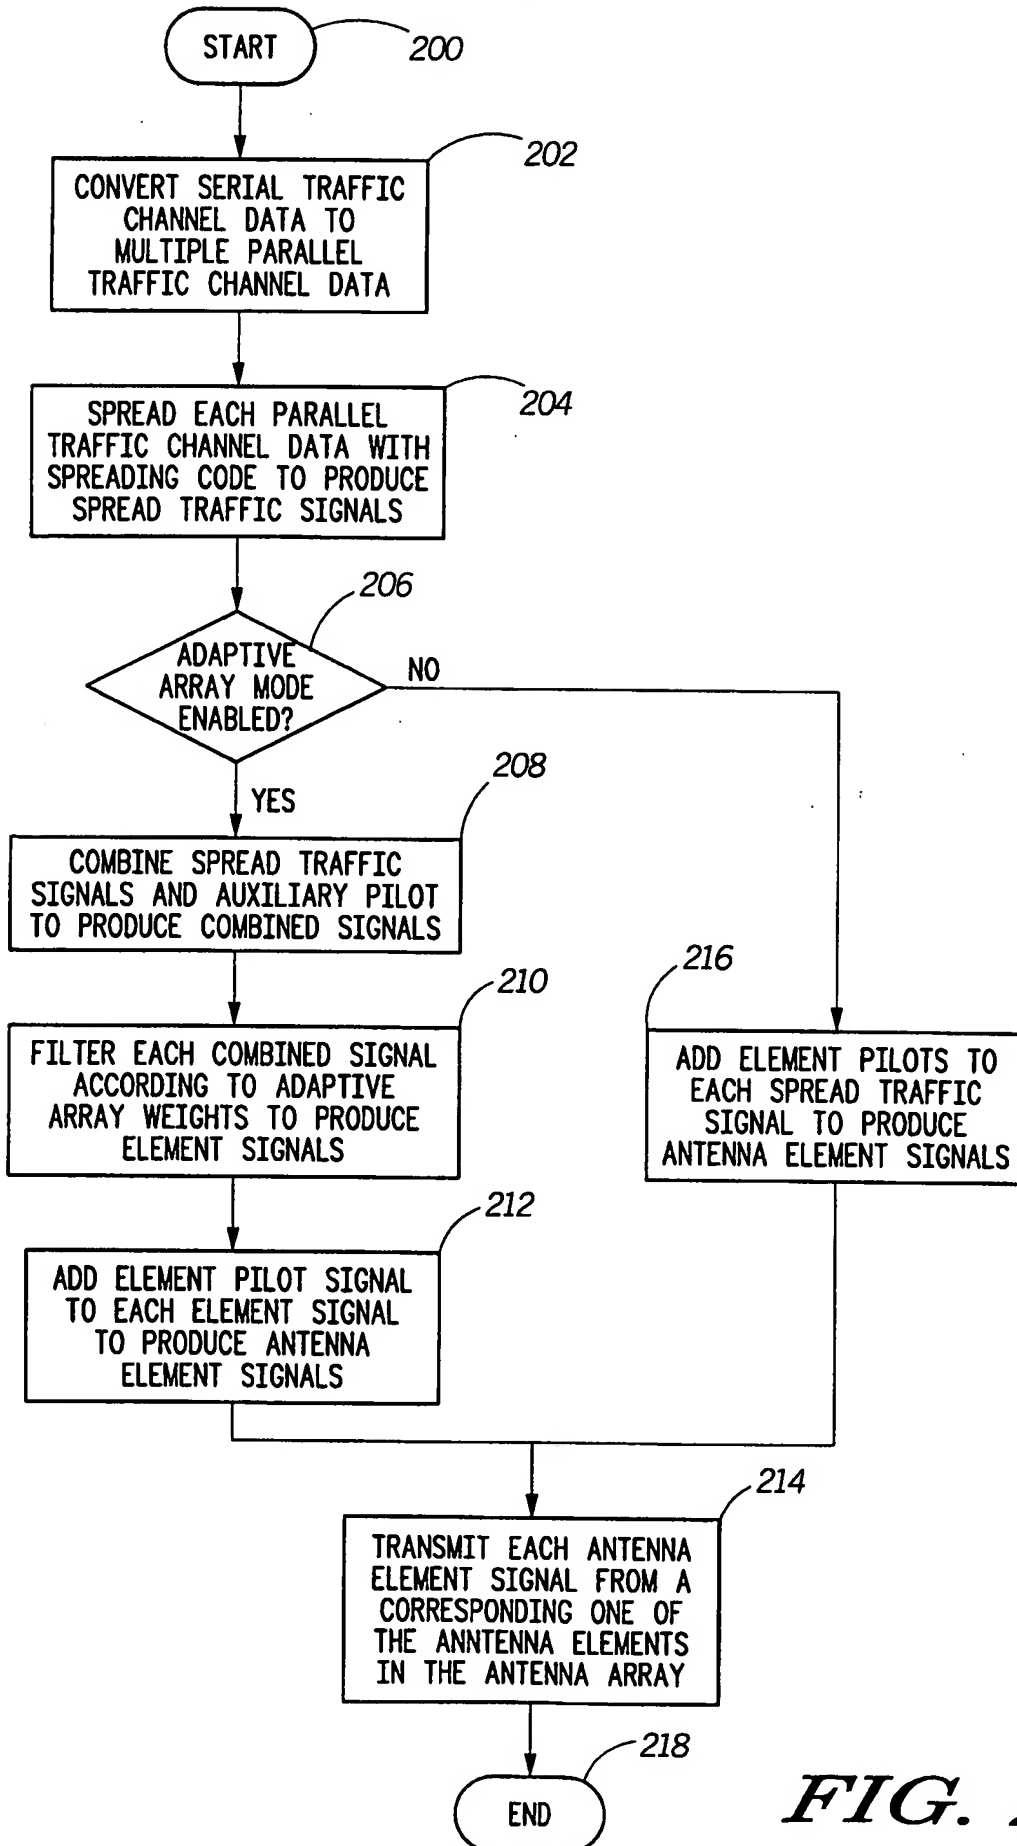 START
200
202
CONVERT SERIAL TRAFFIC
CHANNEL DATA TO
MULTIPLE PARALLEL
TRAFFIC CHANNEL DATA
204
SPREAD EACH PARALLEL
TRAFFIC CHANNEL DATA WITH
SPREADING CODE TO PRODUCE
SPREAD TRAFFIC SIGNALS
206
ADAPTIVE
ARRAY MODE
ENABLED?
NO
YES
208
COMBINE SPREAD TRAFFIC
SIGNALS AND AUXILIARY PILOT
TO PRODUCE COMBINED SIGNALS
210
FILTER EACH COMBINED SIGNAL
ACCORDING TO ADAPTIVE
ARRAY WEIGHTS TO PRODUCE
ELEMENT SIGNALS
216
ADD ELEMENT PILOTS TO
EACH SPREAD TRAFFIC
SIGNAL TO PRODUCE
ANTENNA ELEMENT SIGNALS
212
ADD ELEMENT PILOT SIGNAL
TO EACH ELEMENT SIGNAL
TO PRODUCE ANTENNA
ELEMENT SIGNALS
214
TRANSMIT EACH ANTENNA
ELEMENT SIGNAL FROM A
CORRESPONDING ONE OF
THE ANNTENNA ELEMENTS
IN THE ANTENNA ARRAY
218
END
FIG.